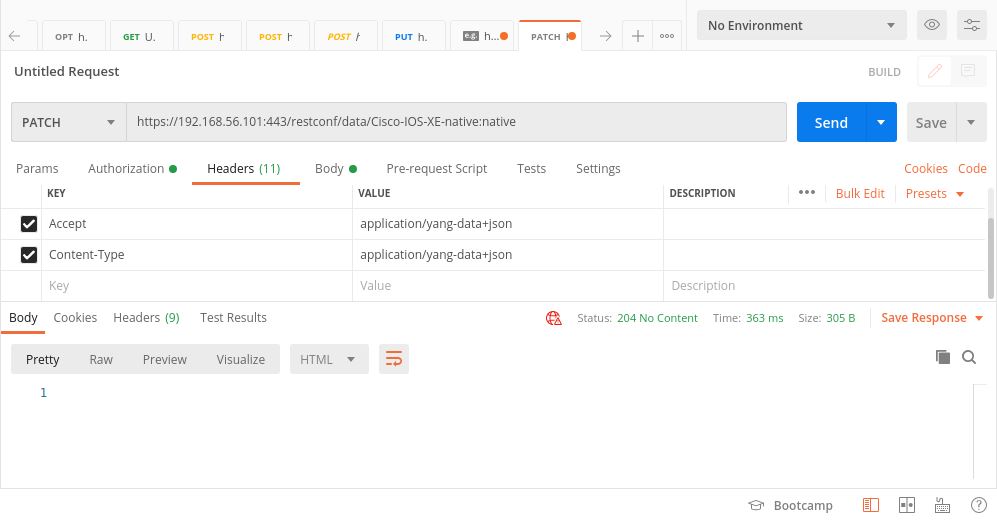 OPT h.
GET U.
POST
POST
POST
PUT h.
e.g. h...
PATCH
No Environment
Untitled Request
BUILD
PATCH
https://192.168.56.101:443/restconf/data/Cisco-IOS-XE-native:native
Send
Save
Params
Authorization
Headers (11)
Body
Pre-request Script
Tests
Settings
Cookies
Code
KEY
VALUE
DESCRIPTION
Bulk Edit
Presets
Accept
application/yang-data+json
Content-Type
application/yang-data+json
Key
Value
Description
Body
Cookies
Headers (9)
Test Results
Status: 204 No Content
Time: 363 ms
Size: 305 B
Save Response
Pretty
Raw
Preview
Visualize
HTML
1
Bootcamp